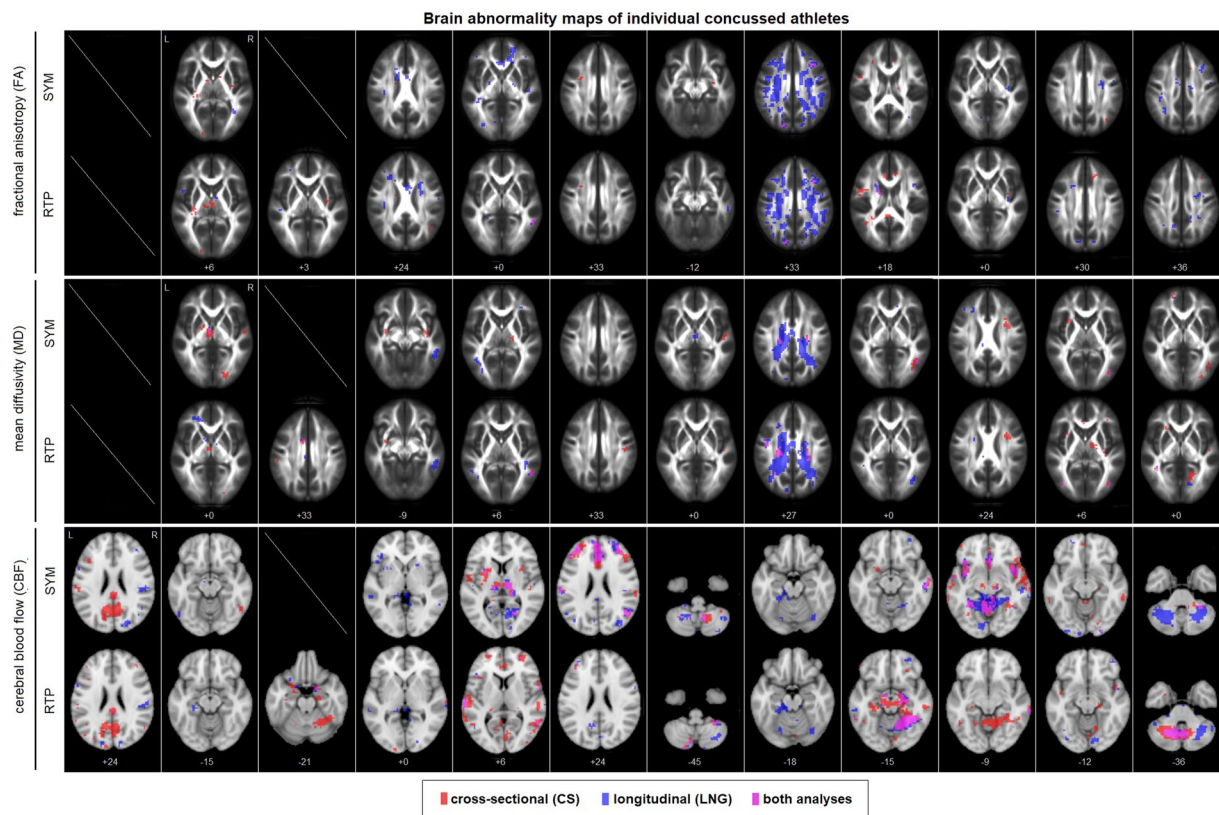 Brain abnormality maps of individual concussed athletes
fractional anisotropy (FA)
SYM
L R
RTP
+6 +3 +24 +0 +33 -12 +33 +18 +0 +30 +36
mean diffusivity (MD)
SYM
L R
RTP
+0 +33 -9 +6 +33 +0 +27 +0 +24 +6 +0
cerebral blood flow (CBF)
SYM
L R
RTP
+24 -15 -21 +0 +6 +24 -45 -18 -15 -9 -12 -36
cross-sectional (CS) longitudinal (LNG) both analyses